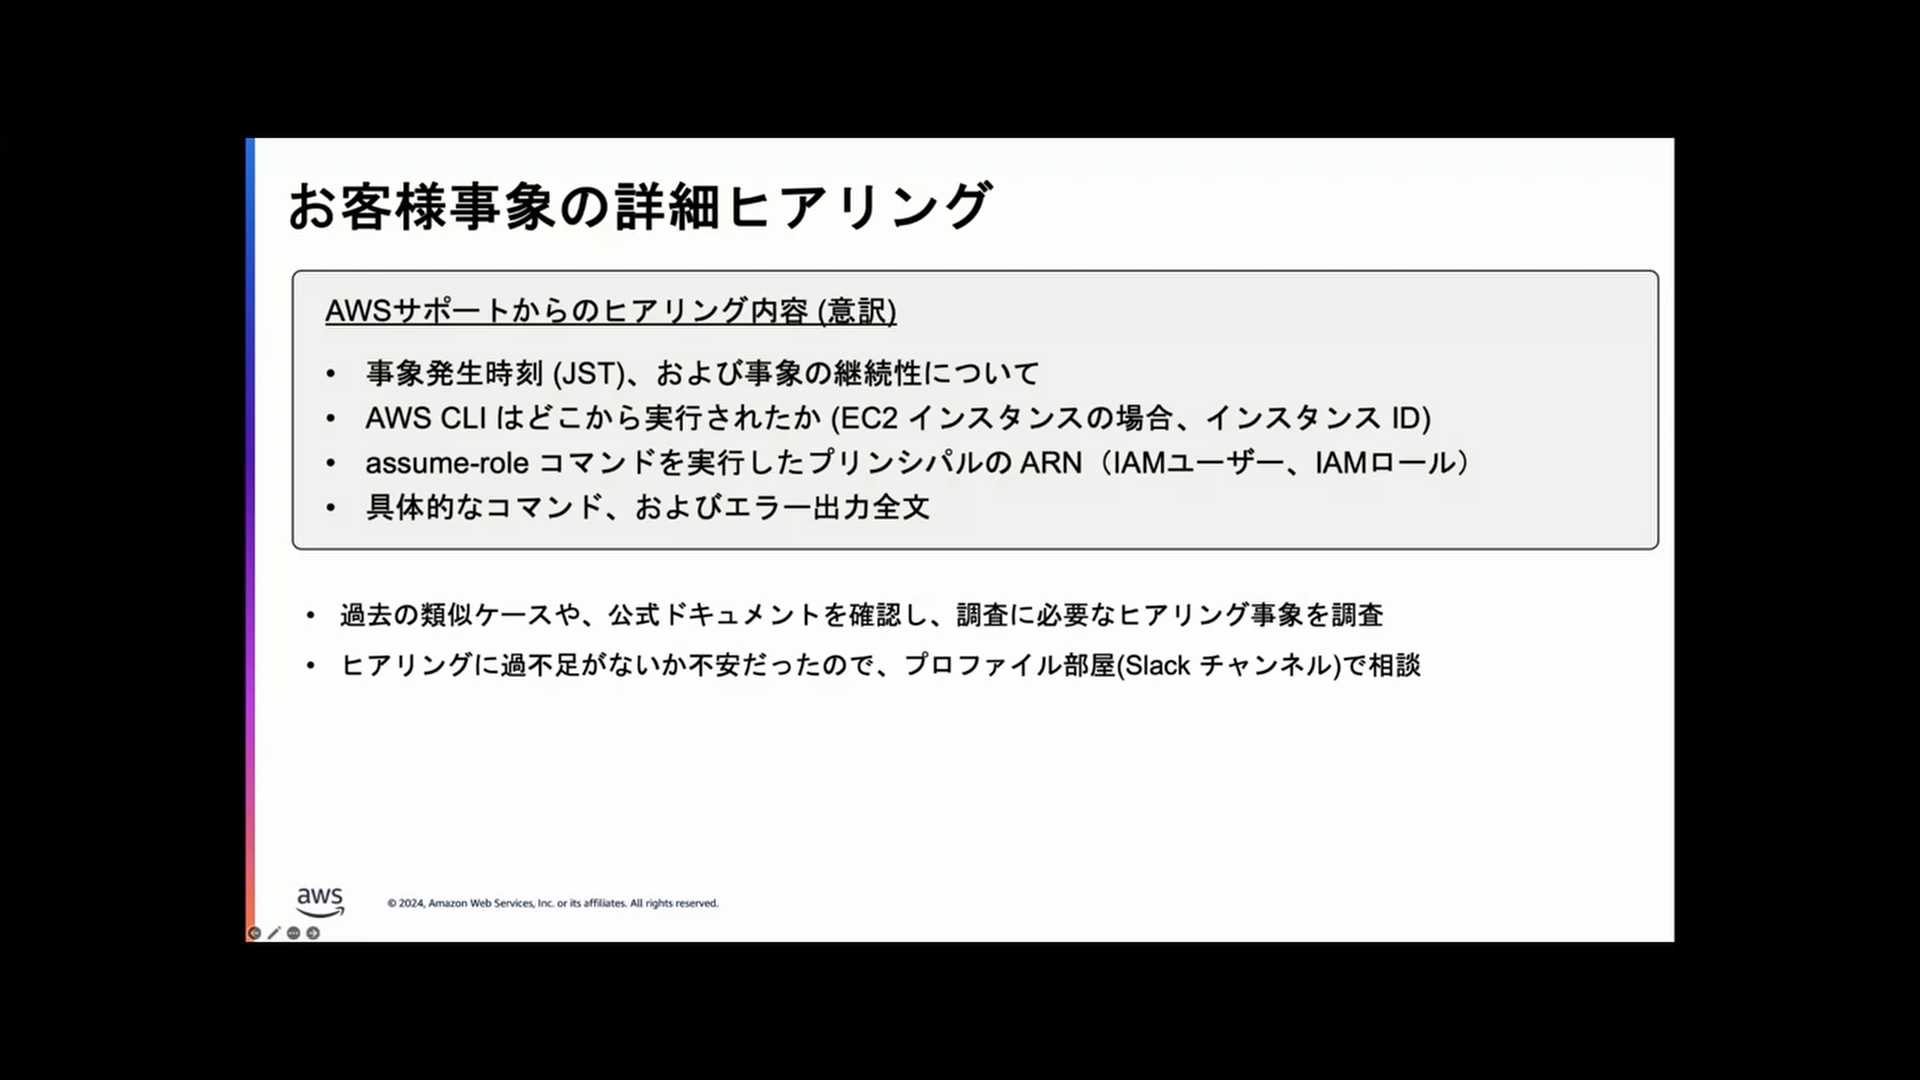 お客様事象の詳細ヒアリング
AWSサポートからのヒアリング内容 (意訳)
• 事象発生時刻 (JST)、および事象の継続性について
• AWS CLI はどこから実行されたか (EC2 インスタンスの場合、インスタンス ID)
• assume-role コマンドを実行したプリンシパルの ARN（IAMユーザー、IAMロール）
• 具体的なコマンド、およびエラー出力全文
• 過去の類似ケースや、公式ドキュメントを確認し、調査に必要なヒアリング事象を調査
• ヒアリングに過不足がないか不安だったので、プロファイル部屋(Slack チャンネル)で相談
aws
© 2024, Amazon Web Services, Inc. or its affiliates. All rights reserved.